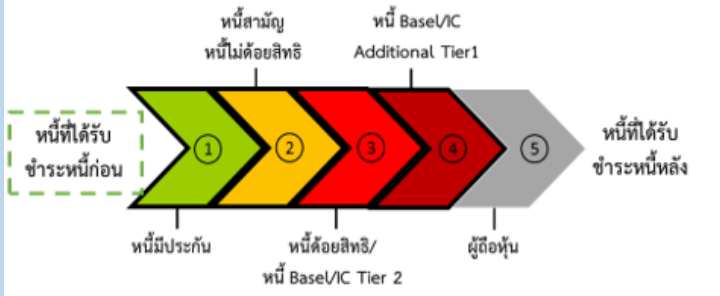 หนี้สามัญ
หนี้ไม่ด้อยสิทธิ
หนี้ Basel/IC
Additional Tier1
หนี้ที่ได้รับ
ชำระหนี้ก่อน
1
2
3
4
5
หนี้ที่ได้รับ
ชำระหนี้หลัง
หนี้มีประกัน
หนี้ด้อยสิทธิ/
หนี้ Basel/IC Tier 2
ผู้ถือหุ้น